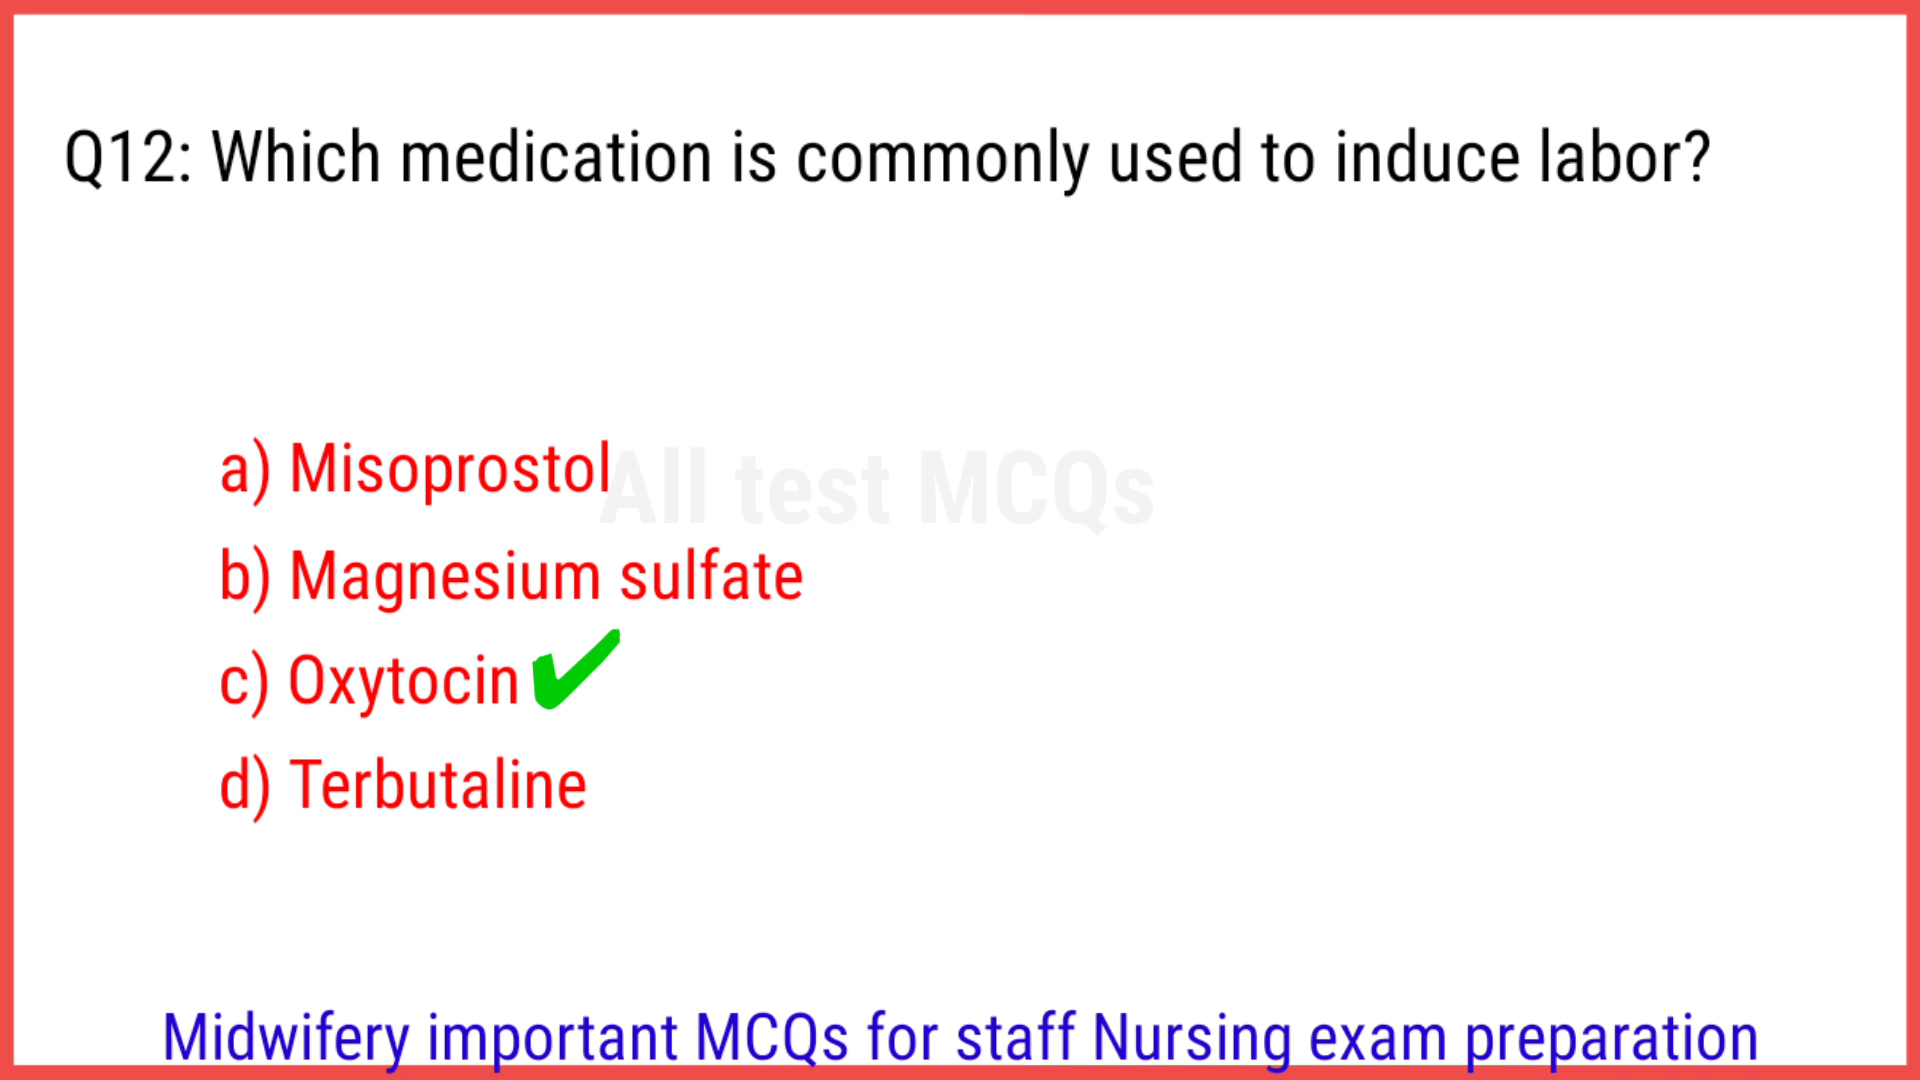 Q12: Which medication is commonly used to induce labor?
a) Misoprostol
All test MCQs
b) Magnesium sulfate
c) Oxytocin
d) Terbutaline
Midwifery important MCQs for staff Nursing exam preparation